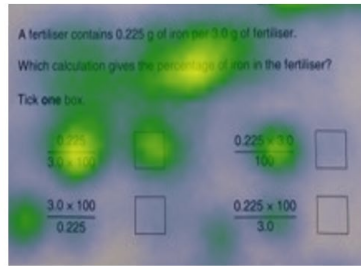 A fertiliser contains 0.225 g of iron per 3.0 g of fertiliser.
Which calculation gives the percentage of iron in the fertiliser?
Tick one box.
0.225
3.0 × 100
0.225 × 3.0
100
3.0 × 100
0.225
0.225 × 100
3.0